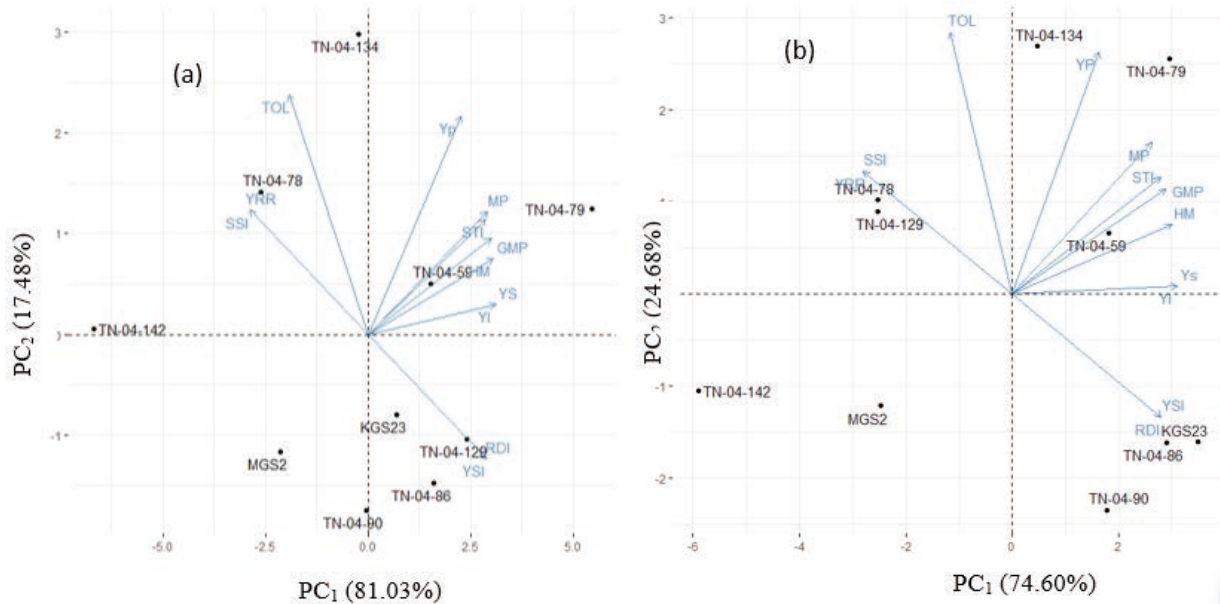 (a)
3
2
1
0
-1
-5.0
-2.5
0.0
2.5
5.0
PC2 (17.48%)
PC1 (81.03%)
TN-04-134
TOL
Yp
TN-04-78
YRR
SSI
MP
TN-04-79
STI
GMP
TN-04-59
HM
YS
YI
TN-04-142
KGS23
TN-04-129
RDI
MGS2
YSI
TN-04-86
TN-04-90
(b)
3
2
-1
-2
-6
-4
-2
0
2
(24.68%)
PC1 (74.60%)
TOL
TN-04-134
YP
TN-04-79
SSI
MP
YRR
TN-04-78
STI
GMP
TN-04-129
HM
TN-04-59
Ys
YI
TN-04-142
MGS2
YSI
RDI
KGS23
TN-04-86
TN-04-90